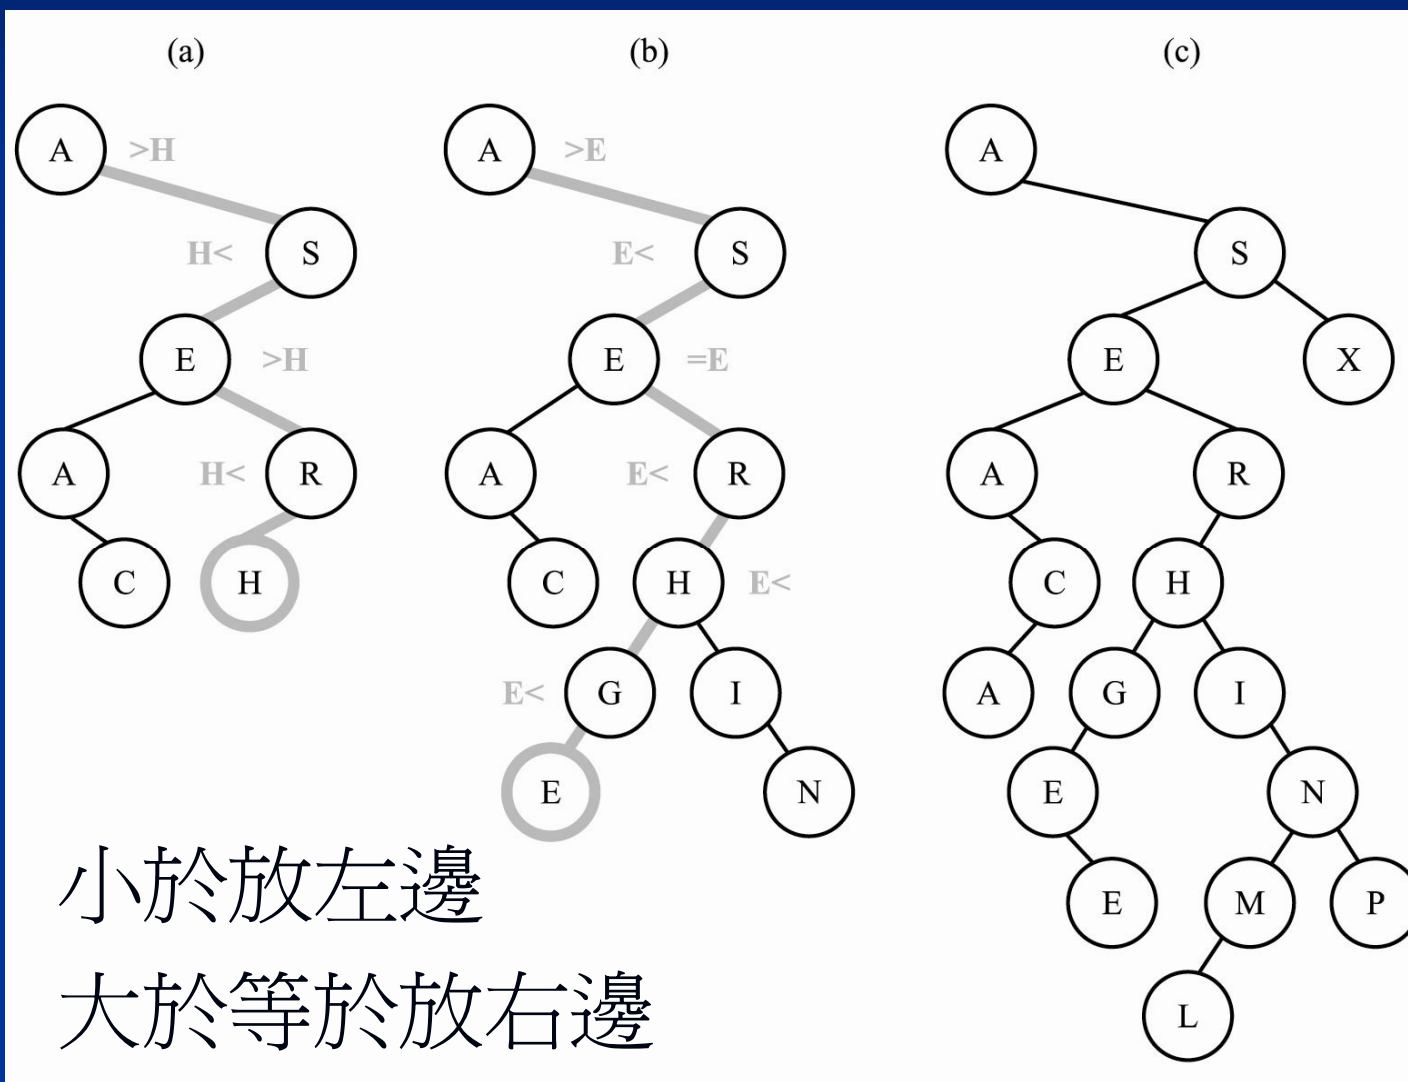 (a) (b) (c)
A >H A >E A
H< S E< S S
E >H E =E E X
A H< R A E< R A R
C H C H E< C H
E< G I A G I
E N E N
小於放左邊
E M P
大於等於放右邊
L